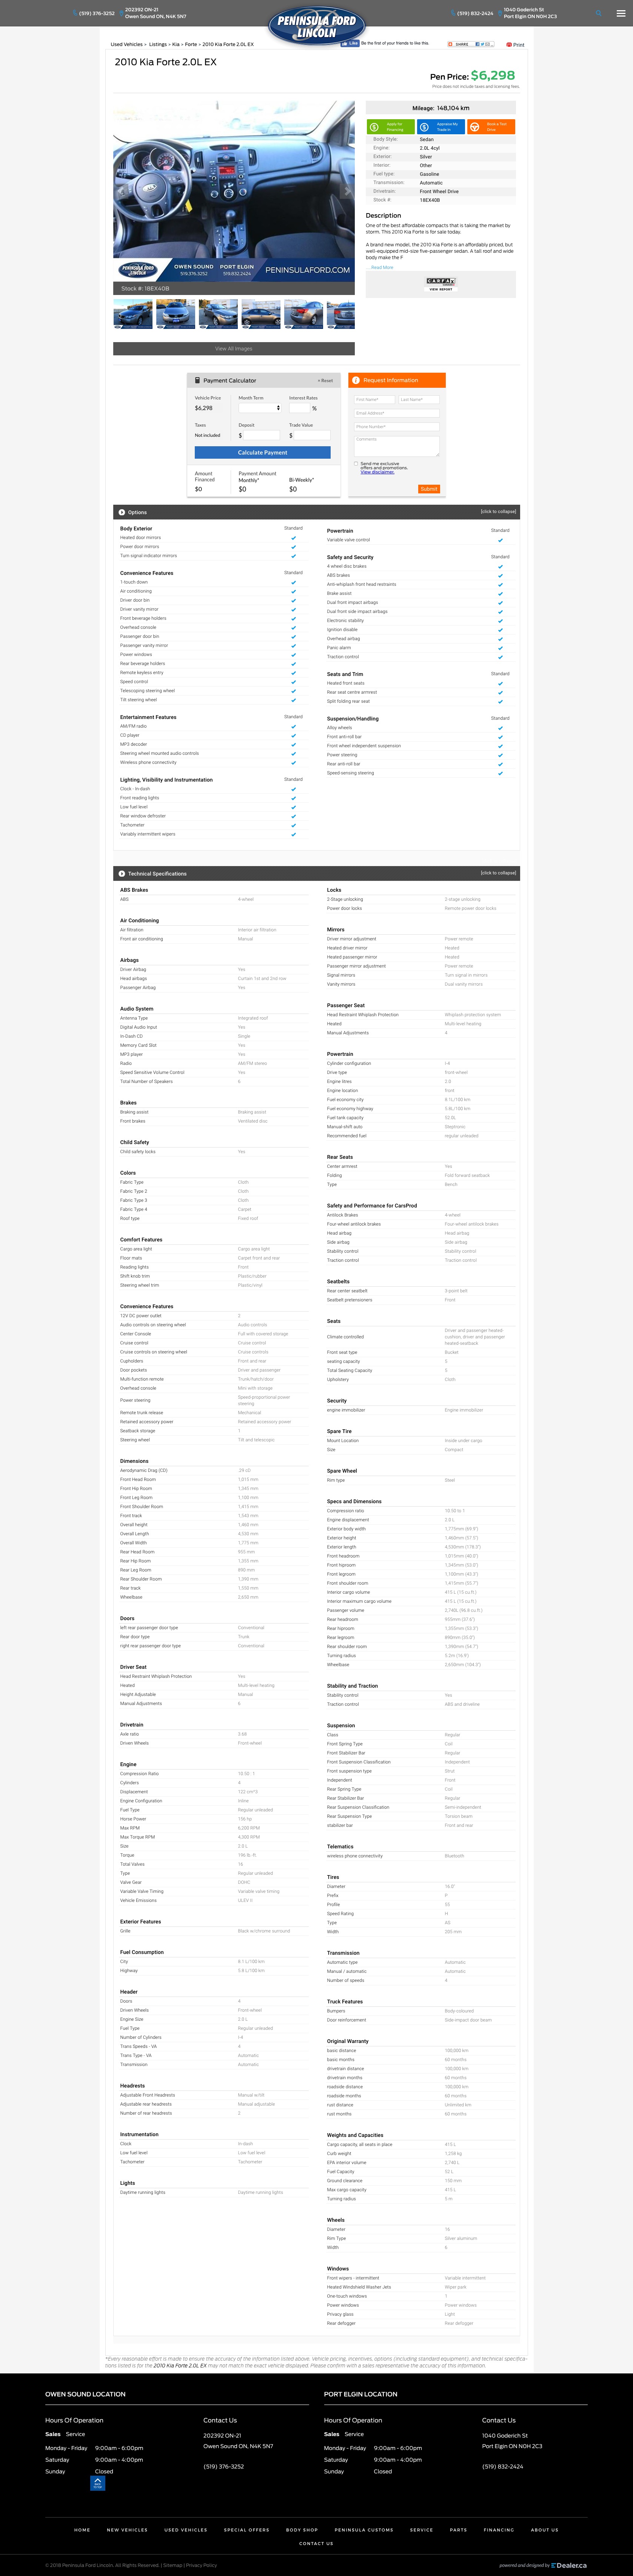 (519) 376-3252
202392 ON-21
Owen Sound ON, N4K 5N7
PENINSULA FORD
LINCOLN
(519) 832-2424
1040 Goderich St
Port Elgin ON N0H 2C3
Used Vehicles > Listings > Kia > Forte > 2010 Kia Forte 2.0L EX
Like Be the first of your friends to like this
SHARE
Print
2010 Kia Forte 2.0L EX
Pen Price: $6,298
Price does not include taxes and licensing fees.
OWEN SOUND PORT ELGIN
519.376.3252 519.832.2424
PENINSULAFORD.COM
Stock #: 18EX40B
View All Images
Mileage: 148,104 km
Apply For Financing
Appraise My Trade In
Book a Test Drive
Body Style: Sedan
Engine: 2.0L 4cyl
Exterior: Silver
Interior: Other
Fuel type: Gasoline
Transmission: Automatic
Drivetrain: Front Wheel Drive
Stock #: 18EX40B
Description
One of the best affordable compacts that is taking the market by
storm. This 2010 Kia Forte is for sale today.
A brand new model, the 2010 Kia Forte is an affordably priced, but
well-equipped mid-size five-passenger sedan. A tall roof and wide
body make the F
...Read More
CARFAX
VIEW REPORT
Payment Calculator
× Reset
Vehicle Price Month Term Interest Rates
$6,298 %
Taxes Deposit Trade Value
Not included $ $
Calculate Payment
Amount Financed Payment Amount Monthly* Bi-Weekly*
$0 $0 $0
Request Information
First Name* Last Name*
Email Address*
Phone Number*
Comments
Send me exclusive
offers and promotions.
View disclaimer.
Submit
Options [click to collapse]
Body Exterior Standard
Heated door mirrors
Power door mirrors
Turn signal indicator mirrors
Convenience Features Standard
1-touch down
Air conditioning
Driver door bin
Driver vanity mirror
Front beverage holders
Overhead console
Passenger door bin
Passenger vanity mirror
Power windows
Rear beverage holders
Remote keyless entry
Speed control
Telescoping steering wheel
Tilt steering wheel
Entertainment Features Standard
AM/FM radio
CD player
MP3 decoder
Steering wheel mounted audio controls
Wireless phone connectivity
Lighting, Visibility and Instrumentation Standard
Clock - In-dash
Front reading lights
Low fuel level
Rear window defroster
Tachometer
Variably intermittent wipers
Powertrain Standard
Variable valve control
Safety and Security Standard
4 wheel disc brakes
ABS brakes
Anti-whiplash front head restraints
Brake assist
Dual front impact airbags
Dual front side impact airbags
Electronic stability
Ignition disable
Overhead airbag
Panic alarm
Traction control
Seats and Trim Standard
Heated front seats
Rear seat centre armrest
Split folding rear seat
Suspension/Handling Standard
Alloy wheels
Front anti-roll bar
Front wheel independent suspension
Power steering
Rear anti-roll bar
Speed-sensing steering
Technical Specifications [click to collapse]
ABS Brakes
ABS 4-wheel
Air Conditioning
Air filtration Interior air filtration
Front air conditioning Manual
Airbags
Driver Airbag Yes
Head airbags Curtain 1st and 2nd row
Passenger Airbag Yes
Audio System
Antenna Type Integrated roof
Digital Audio Input Yes
In-Dash CD Single
Memory Card Slot Yes
MP3 player Yes
Radio AM/FM stereo
Speed Sensitive Volume Control Yes
Total Number of Speakers 6
Brakes
Braking assist Braking assist
Front brakes Ventilated disc
Child Safety
Child safety locks Yes
Colors
Fabric Type Cloth
Fabric Type 2 Cloth
Fabric Type 3 Cloth
Fabric Type 4 Carpet
Roof type Fixed roof
Comfort Features
Cargo area light Cargo area light
Floor mats Carpet front and rear
Reading lights Front
Shift knob trim Plastic/rubber
Steering wheel trim Plastic/vinyl
Convenience Features
12V DC power outlet 2
Audio controls on steering wheel Audio controls
Center Console Full with covered storage
Cruise control Cruise control
Cruise controls on steering wheel Cruise controls
Cupholders Front and rear
Door pockets Driver and passenger
Multi-function remote Trunk/hatch/door
Overhead console Mini with storage
Power steering Speed proportional power steering
Remote trunk release Mechanical
Retained accessory power Retained accessory power
Seatback storage 1
Steering wheel Tilt and telescopic
Dimensions
Aerodynamic Drag (CD) .29 cD
Front Head Room 1,015 mm
Front Hip Room 1,345 mm
Front Leg Room 1,100 mm
Front Shoulder Room 1,415 mm
Front track 1,543 mm
Overall height 1,460 mm
Overall Length 4,530 mm
Overall Width 1,775 mm
Rear Head Room 955 mm
Rear Hip Room 1,355 mm
Rear Leg Room 890 mm
Rear Shoulder Room 1,390 mm
Rear track 1,550 mm
Wheelbase 2,650 mm
Doors
left rear passenger door type Conventional
Rear door type Trunk
right rear passenger door type Conventional
Driver Seat
Head Restraint Whiplash Protection Yes
Heated Multi-level heating
Height Adjustable Manual
Manual Adjustments 6
Drivetrain
Axle ratio
Driven Wheels Front-wheel
Engine
Compression Ratio 10.50 : 1
Cylinders 4
Displacement 122 cm^3
Engine Configuration Inline
Fuel Type Regular unleaded
Horse Power 156 hp
Max RPM 6,200 RPM
Max Torque RPM
Size 2.0 L
Torque
Total Valves 16
Type Regular unleaded
Valve Gear DOHC
Variable Valve Timing Variable valve timing
Vehicle Emissions ULEV II
Exterior Features
Grille Black w/chrome surround
Fuel Consumption
City 8.1 L/100 km
Highway 5.8 L/100 km
Header
Doors 4
Driven Wheels Front-wheel
Engine Size 2.0 L
Fuel Type Regular unleaded
Number of Cylinders I-4
Trans Speeds - VA 4
Trans Type - VA Automatic
Transmission Automatic
Headrests
Adjustable Front Headrests Manual w/tilt
Adjustable rear headrests Manual adjustable
Number of rear headrests 2
Instrumentation
Clock In-dash
Low fuel level Low fuel level
Tachometer Tachometer
Lights
Daytime running lights Daytime running lights
Locks
2-Stage unlocking 2-stage unlocking
Power door locks Remote power door locks
Mirrors
Driver mirror adjustment Power remote
Heated driver mirror Heated
Heated passenger mirror Heated
Passenger mirror adjustment Power remote
Signal mirrors Turn signal in mirrors
Vanity mirrors Dual vanity mirrors
Passenger Seat
Head Restraint Whiplash Protection Whiplash protection system
Heated Multi-level heating
Manual Adjustments 4
Powertrain
Cylinder configuration I-4
Drive type front-wheel
Engine litres 2.0
Engine location front
Fuel economy city 8.1L/100 km
Fuel economy highway 5.8L/100 km
Fuel tank capacity 52.0L
Manual-shift auto Steptronic
Recommended fuel regular unleaded
Rear Seats
Center armrest Yes
Folding Fold forward seatback
Type Bench
Safety and Performance for CarsProd
Antilock Brakes 4-wheel
Four wheel antilock brakes Four-wheel antilock brakes
Head airbag Head airbag
Side airbag Side airbag
Stability control Stability control
Traction control Traction control
Seatbelts
Rear center seatbelt 3-point belt
Seatbelt pretensioners Front
Seats
Climate controlled Driver and passenger heated-cushion, driver and passenger heated-seatback
Front seat type Bucket
seating capacity 5
Total Seating Capacity 5
Upholstery Cloth
Security
engine immobilizer Engine immobilizer
Spare Tire
Mount Location Inside under cargo
Size Compact
Spare Wheel
Rim type Steel
Specs and Dimensions
Compression ratio 10.50 to 1
Engine displacement 2.0 L
Exterior body width 1,775mm (69.9")
Exterior height 1,460mm (57.5")
Exterior length 4,530mm (178.3")
Front headroom 1,015mm (40.0")
Front hiproom 1,345mm (53.0")
Front legroom 1,100mm (43.3")
Front shoulder room 1,415mm (55.7")
Interior cargo volume 415 L (15 cu.ft.)
Interior maximum cargo volume 415 L (15 cu.ft.)
Passenger volume
Rear headroom 955mm (37.6")
Rear hiproom 1,355mm (53.3")
Rear legroom 890mm (35.0")
Rear shoulder room 1,390mm (54.7")
Turning radius 5.2m (16.9')
Wheelbase 2,650mm (104.3")
Stability and Traction
Stability control Yes
Traction control ABS and driveline
Suspension
Class Regular
Front Spring Type Coil
Front Stabilizer Bar Regular
Front Suspension Classification Independent
Front suspension type Strut
Independent Front
Rear Spring Type Coil
Rear Stabilizer Bar Regular
Rear Suspension Classification Semi-independent
Rear Suspension Type Torsion beam
stabilizer bar Front and rear
Telematics
wireless phone connectivity Bluetooth
Tires
Diameter 16.0"
Prefix P
Profile 55
Speed Rating H
Type AS
Width 205 mm
Transmission
Automatic type Automatic
Manual / automatic Automatic
Number of speeds 4
Truck Features
Bumpers Body-coloured
Door reinforcement Side-impact door beam
Original Warranty
basic distance 100,000 km
basic months 60 months
drivetrain distance 100,000 km
drivetrain months 60 months
roadside distance 100,000 km
roadside months 60 months
rust distance Unlimited km
rust months 60 months
Weights and Capacities
Cargo capacity, all seats in place 415 L
Curb weight
EPA interior volume
Fuel Capacity 52 L
Ground clearance 150 mm
Max cargo capacity 415 L
Turning radius 5 m
Wheels
Diameter 16
Rim Type Silver aluminum
Width 6
Windows
Front wipers - intermittent Variable intermittent
Heated Windshield Washer Jets Wiper park
One-touch windows 1
Power windows Power windows
Privacy glass Light
Rear defogger Rear defogger
*Every reasonable effort is made to ensure the accuracy of the information listed above. Vehicle pricing, incentives, options (including standard equipment), and technical specifica-
tions listed is for the 2010 Kia Forte 2.0L EX may not match the exact vehicle displayed. Please confirm with a sales representative the accuracy of this information.
OWEN SOUND LOCATION
Hours Of Operation
Sales Service
Monday - Friday 9:00am - 6:00pm
Saturday 9:00am - 4:00pm
Sunday Closed
Contact Us
202392 ON-21
Owen Sound ON, N4K 5N7
(519) 376-3252
PORT ELGIN LOCATION
Hours Of Operation
Sales Service
Monday - Friday 9:00am - 6:00pm
Saturday 9:00am - 4:00pm
Sunday Closed
Contact Us
1040 Goderich St
Port Elgin ON N0H 2C3
(519) 832-2424
HOME NEW VEHICLES USED VEHICLES SPECIAL OFFERS BODY SHOP PENINSULA CUSTOMS SERVICE PARTS FINANCING ABOUT US
CONTACT US
© 2018 Peninsula Ford Lincoln. All Rights Reserved. | Sitemap | Privacy Policy
powered and designed by EDealer.ca